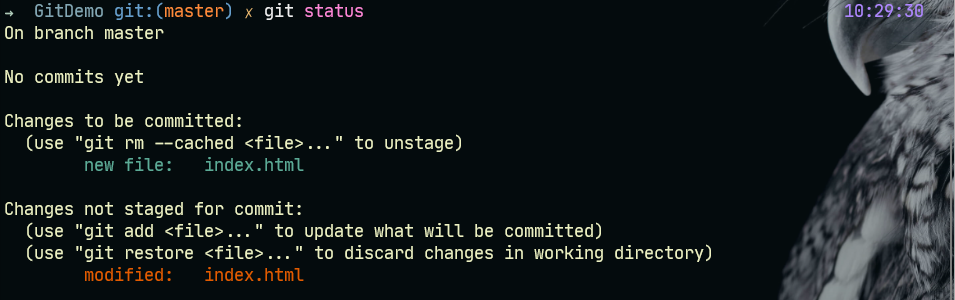 →  GitDemo git:(master) ✗ git status 10:29:30
On branch master

No commits yet

Changes to be committed:
  (use "git rm --cached <file>..." to unstage)
        new file:   index.html

Changes not staged for commit:
  (use "git add <file>..." to update what will be committed)
  (use "git restore <file>..." to discard changes in working directory)
        modified:   index.html